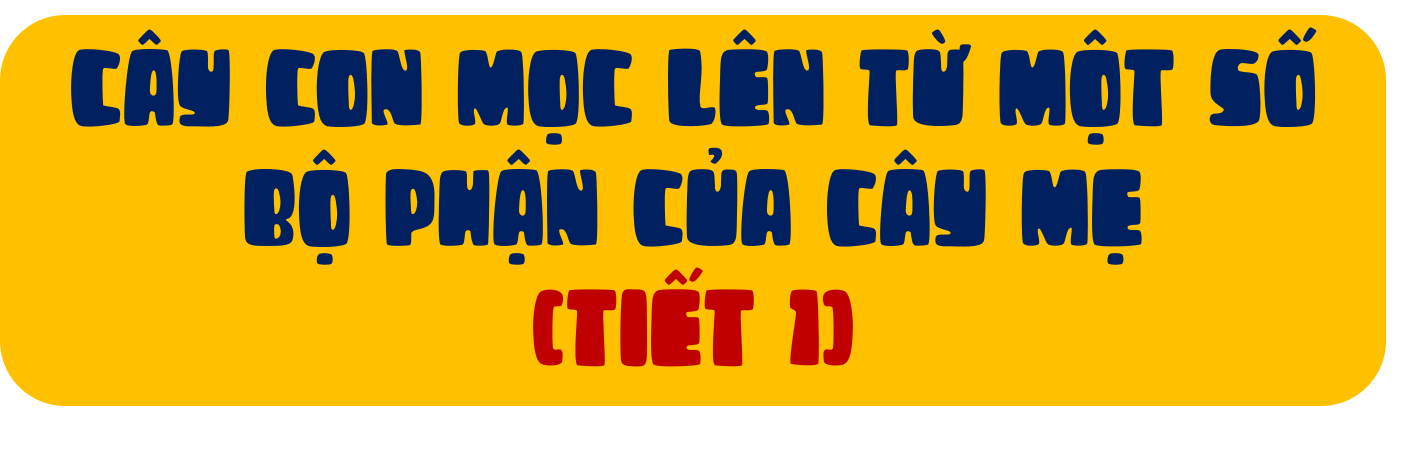 CÂY CON MỌC LÊN TỪ MỘT SỐ
BỘ PHẬN CỦA CÂY MẸ
(TIẾT 1)